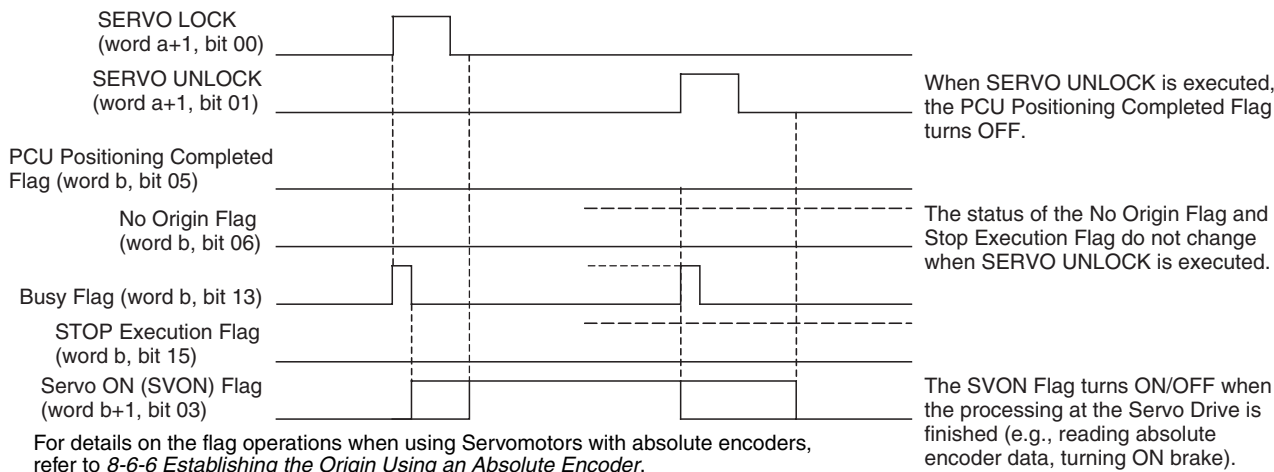 SERVO LOCK
(word a+1, bit 00)
SERVO UNLOCK
(word a+1, bit 01)
When SERVO UNLOCK is executed,
the PCU Positioning Completed Flag
turns OFF.
PCU Positioning Completed
Flag (word b, bit 05)
No Origin Flag
(word b, bit 06)
The status of the No Origin Flag and
Stop Execution Flag do not change
when SERVO UNLOCK is executed.
Busy Flag (word b, bit 13)
STOP Execution Flag
(word b, bit 15)
Servo ON (SVON) Flag
(word b+1, bit 03)
The SVON Flag turns ON/OFF when
the processing at the Servo Drive is
finished (e.g., reading absolute
encoder data, turning ON brake).
For details on the flag operations when using Servomotors with absolute encoders,
refer to 8-6-6 Establishing the Origin Using an Absolute Encoder.